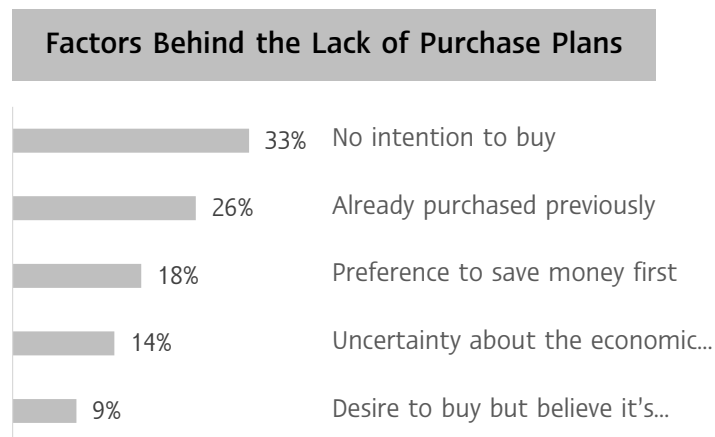 Factors Behind the Lack of Purchase Plans
33% No intention to buy
26% Already purchased previously
18% Preference to save money first
14% Uncertainty about the economic...
9% Desire to buy but believe it’s...